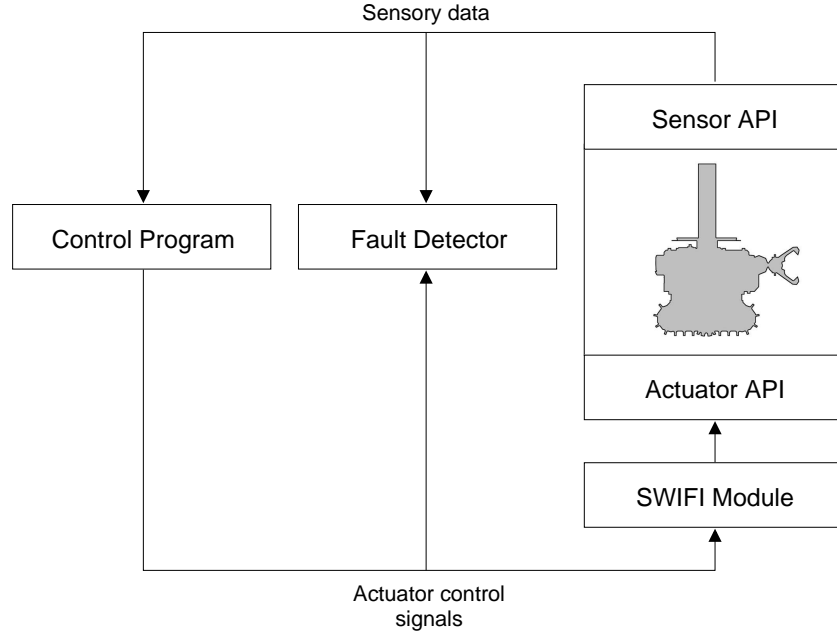 Sensory data
Sensor API
Control Program
Fault Detector
Actuator API
SWIFI Module
Actuator control
signals